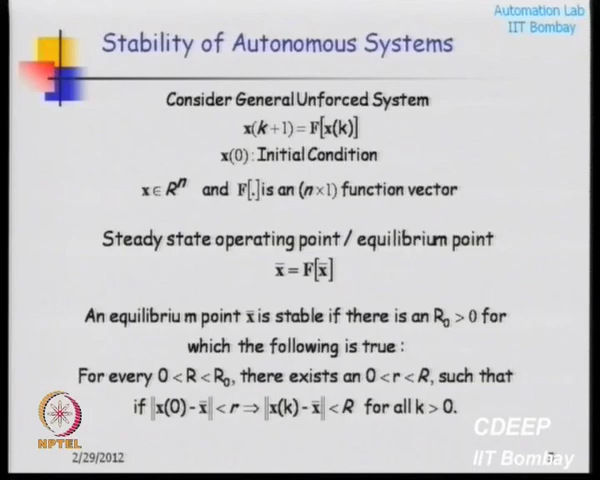 Automation Lab
IIT Bombay
Stability of Autonomous Systems
Consider General Unforced System
x(k+1) = F[x(k)]
x(0) : Initial Condition
x ∈ Rⁿ and F[.] is an (n×1) function vector
Steady state operating point / equilibrium point
x̄ = F[x̄]
An equilibriu m point x̄ is stable if there is an R₀ > 0 for
which the following is true :
For every 0 < R < R₀, there exists an 0 < r < R, such that
if ‖x(0) - x̄‖ < r ⇒ ‖x(k) - x̄‖ < R for all k > 0.
NPTEL
2/29/2012
CDEEP
IIT Bombay